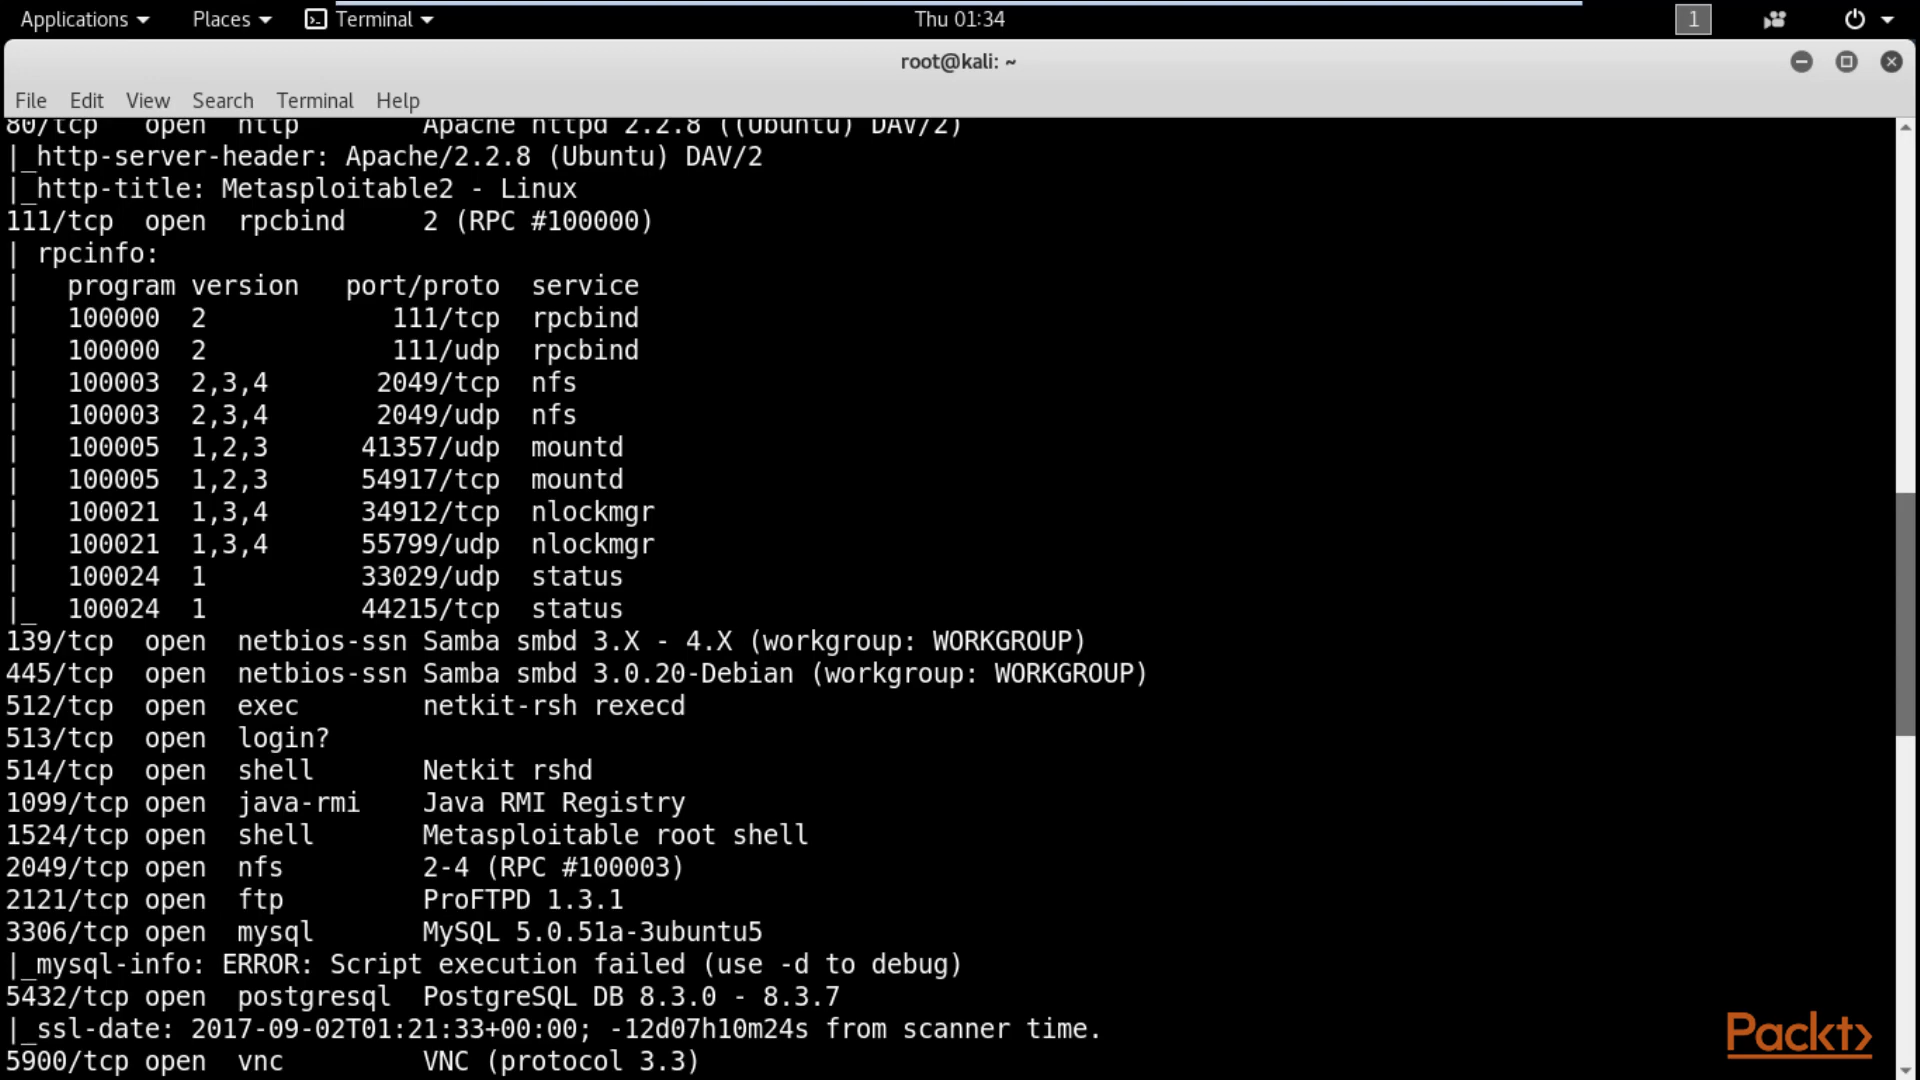 Applications Places Terminal Thu 01:34 1
root@kali: ~
File Edit View Search Terminal Help
80/tcp   open  http        Apache httpd 2.2.8 ((Ubuntu) DAV/2)
|_http-server-header: Apache/2.2.8 (Ubuntu) DAV/2
|_http-title: Metasploitable2 - Linux
111/tcp  open  rpcbind     2 (RPC #100000)
| rpcinfo:
|   program version   port/proto  service
|   100000  2            111/tcp  rpcbind
|   100000  2            111/udp  rpcbind
|   100003  2,3,4       2049/tcp  nfs
|   100003  2,3,4       2049/udp  nfs
|   100005  1,2,3      41357/udp  mountd
|   100005  1,2,3      54917/tcp  mountd
|   100021  1,3,4      34912/tcp  nlockmgr
|   100021  1,3,4      55799/udp  nlockmgr
|   100024  1          33029/udp  status
|_  100024  1          44215/tcp  status
139/tcp  open  netbios-ssn Samba smbd 3.X - 4.X (workgroup: WORKGROUP)
445/tcp  open  netbios-ssn Samba smbd 3.0.20-Debian (workgroup: WORKGROUP)
512/tcp  open  exec        netkit-rsh rexecd
513/tcp  open  login?
514/tcp  open  shell       Netkit rshd
1099/tcp open  java-rmi    Java RMI Registry
1524/tcp open  shell       Metasploitable root shell
2049/tcp open  nfs         2-4 (RPC #100003)
2121/tcp open  ftp         ProFTPD 1.3.1
3306/tcp open  mysql       MySQL 5.0.51a-3ubuntu5
|_mysql-info: ERROR: Script execution failed (use -d to debug)
5432/tcp open  postgresql  PostgreSQL DB 8.3.0 - 8.3.7
|_ssl-date: 2017-09-02T01:21:33+00:00; -12d07h10m24s from scanner time.
5900/tcp open  vnc         VNC (protocol 3.3)
Packt>